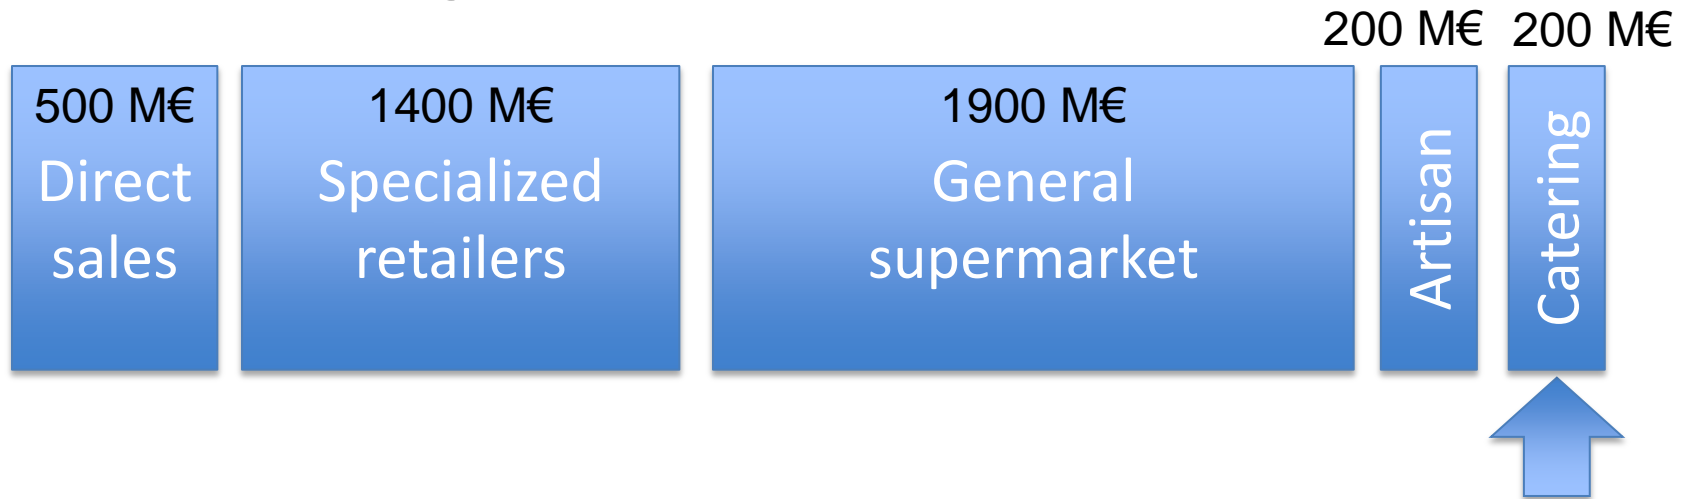 200 M€ 200 M€
500 M€
Direct
sales
1400 M€
Specialized
retailers
1900 M€
General
supermarket
Artisan
Catering